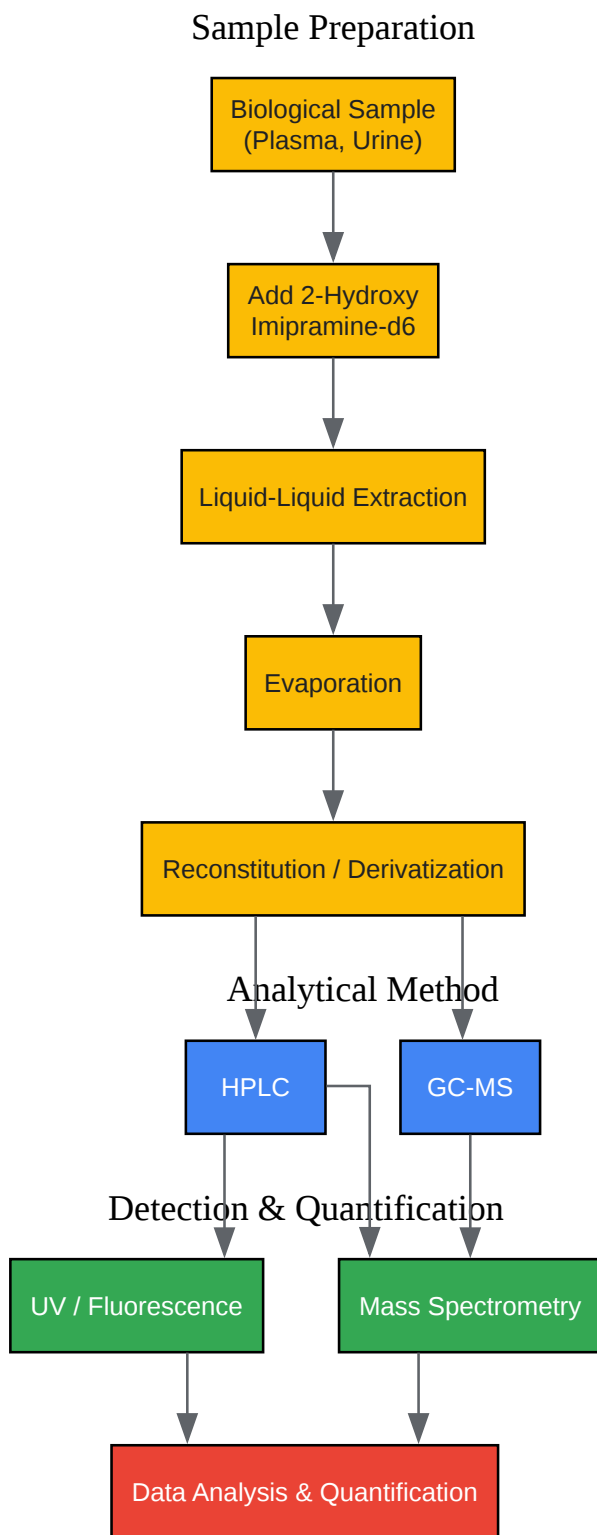 Sample Preparation
Biological Sample
(Plasma, Urine)
Add 2-Hydroxy
Imipramine-d6
Liquid-Liquid Extraction
Evaporation
Reconstitution / Derivatization
Analytical Method
HPLC
GC-MS
Detection & Quantification
UV / Fluorescence
Mass Spectrometry
Data Analysis & Quantification